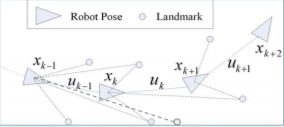 Robot Pose
Landmark
x_{k-1}
u_{k-1}
x_k
u_k
x_{k+1}
u_{k+1}
x_{k+2}